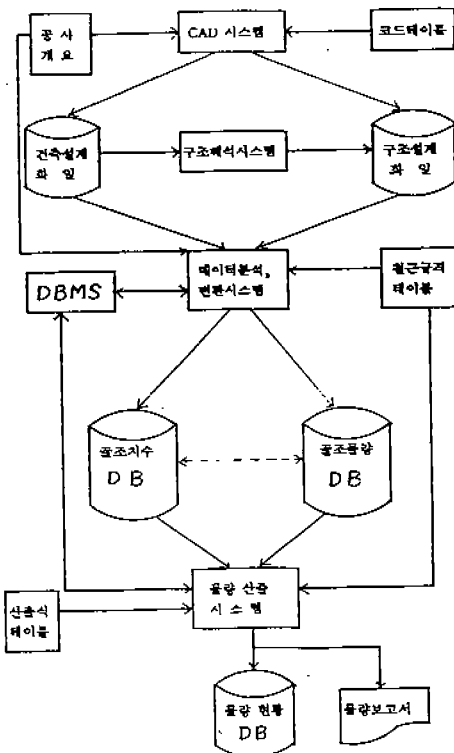 공 사
개 요
CAD 시스템
코드테이블
건축설계
화 일
구조해석시스템
구조설계
화 일
데이터분석,
변환시스템
철근규격
테이블
DBMS
골조치수
DB
골조물량
DB
물량 산출
시스템
산출식
테이블
물량 현황
DB
물량보고서